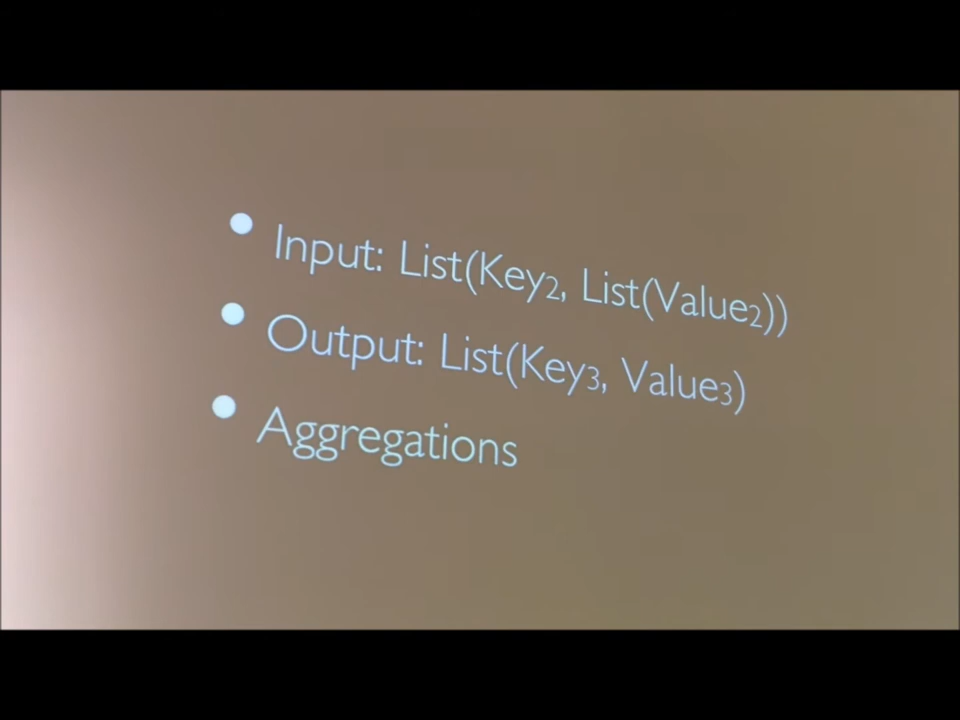 • Input: List(Key2, List(Value2))
• Output: List(Key3, Value3)
• Aggregations